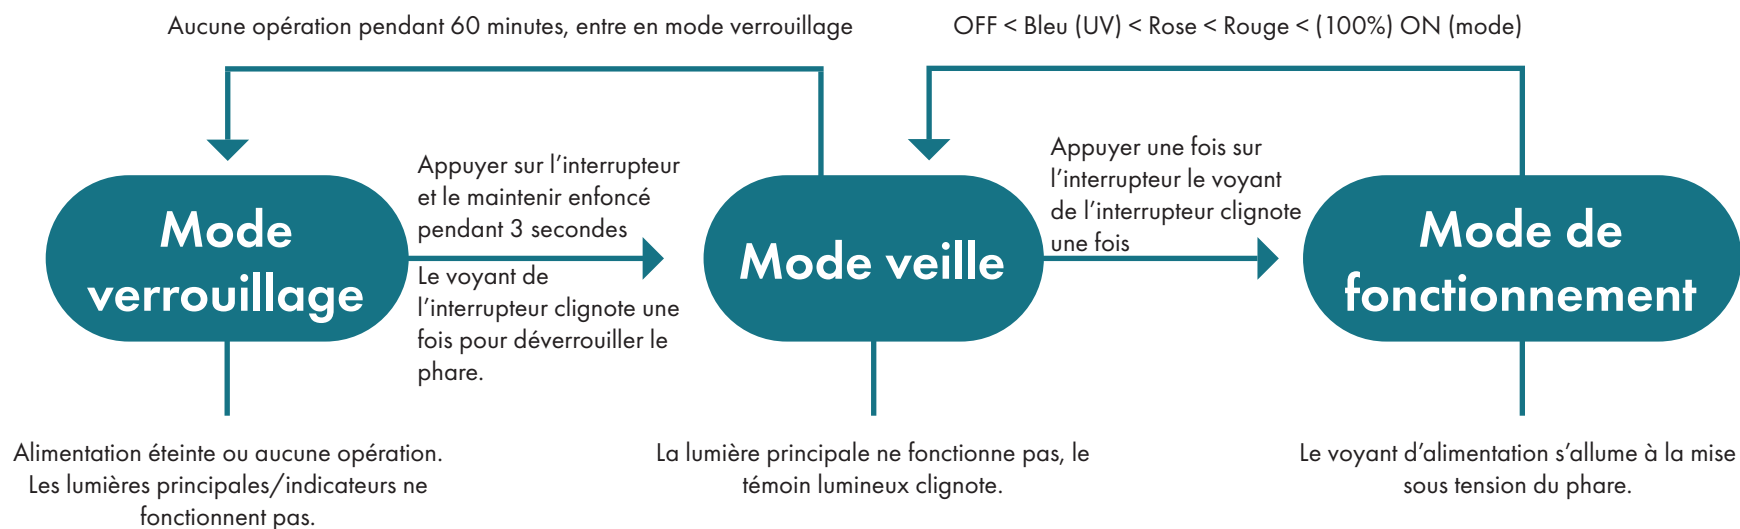 Aucune opération pendant 60 minutes, entre en mode verrouillage
OFF < Bleu (UV) < Rose < Rouge < (100%) ON (mode)
Mode
verrouillage
Appuyer sur l’interrupteur
et le maintenir enfoncé
pendant 3 secondes
Le voyant de
l’interrupteur clignote une
fois pour déverrouiller le
phare.
Mode veille
Appuyer une fois sur
l’interrupteur le voyant
de l’interrupteur clignote
une fois
Mode de
fonctionnement
Alimentation éteinte ou aucune opération.
Les lumières principales/indicateurs ne
fonctionnent pas.
La lumière principale ne fonctionne pas, le
témoin lumineux clignote.
Le voyant d’alimentation s’allume à la mise
sous tension du phare.